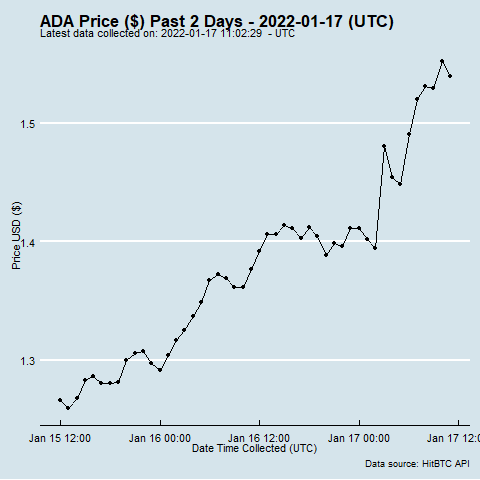 ADA Price ($) Past 2 Days - 2022-01-17 (UTC)
Latest data collected on: 2022-01-17 11:02:29  - UTC
1.5
1.4
1.3
Price USD ($)
Jan 15 12:00 Jan 16 00:00 Jan 16 12:00 Jan 17 00:00 Jan 17 12:
Date Time Collected (UTC)
Data source: HitBTC API